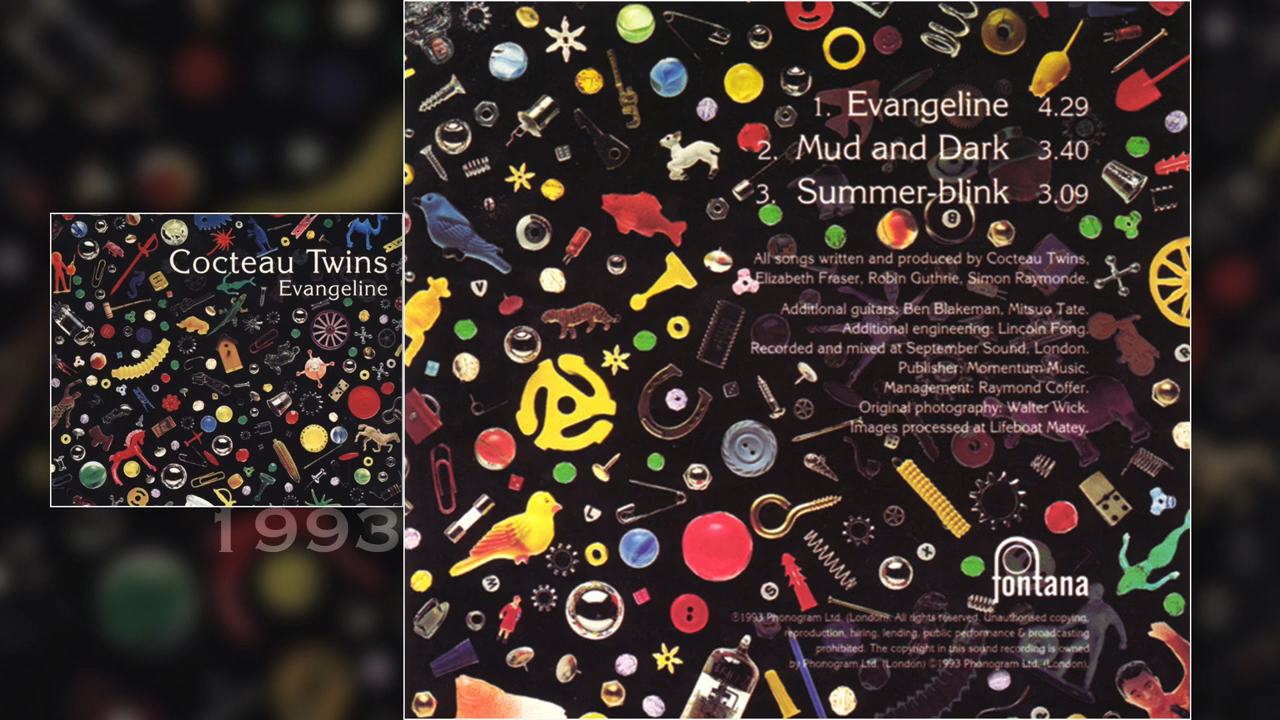 Cocteau Twins
Evangeline
1993
1. Evangeline 4.29
2. Mud and Dark 3.40
3. Summer-blink 3.09
All songs written and produced by Cocteau Twins,
Elizabeth Fraser, Robin Guthrie, Simon Raymonde.
Additional guitars: Ben Blakeman, Mitsuo Tate.
Additional engineering: Lincoln Fong.
Recorded and mixed at September Sound, London.
Publisher: Momentum Music.
Management: Raymond Coffer.
Original photography: Walter Wick.
Images processed at Lifeboat Matey.
fontana
℗1993 Phonogram Ltd. (London). All rights reserved. Unauthorised copying,
reproduction, hiring, lending, public performance & broadcasting
prohibited. The copyright in this sound recording is owned
by Phonogram Ltd. (London) ©1993 Phonogram Ltd. (London).